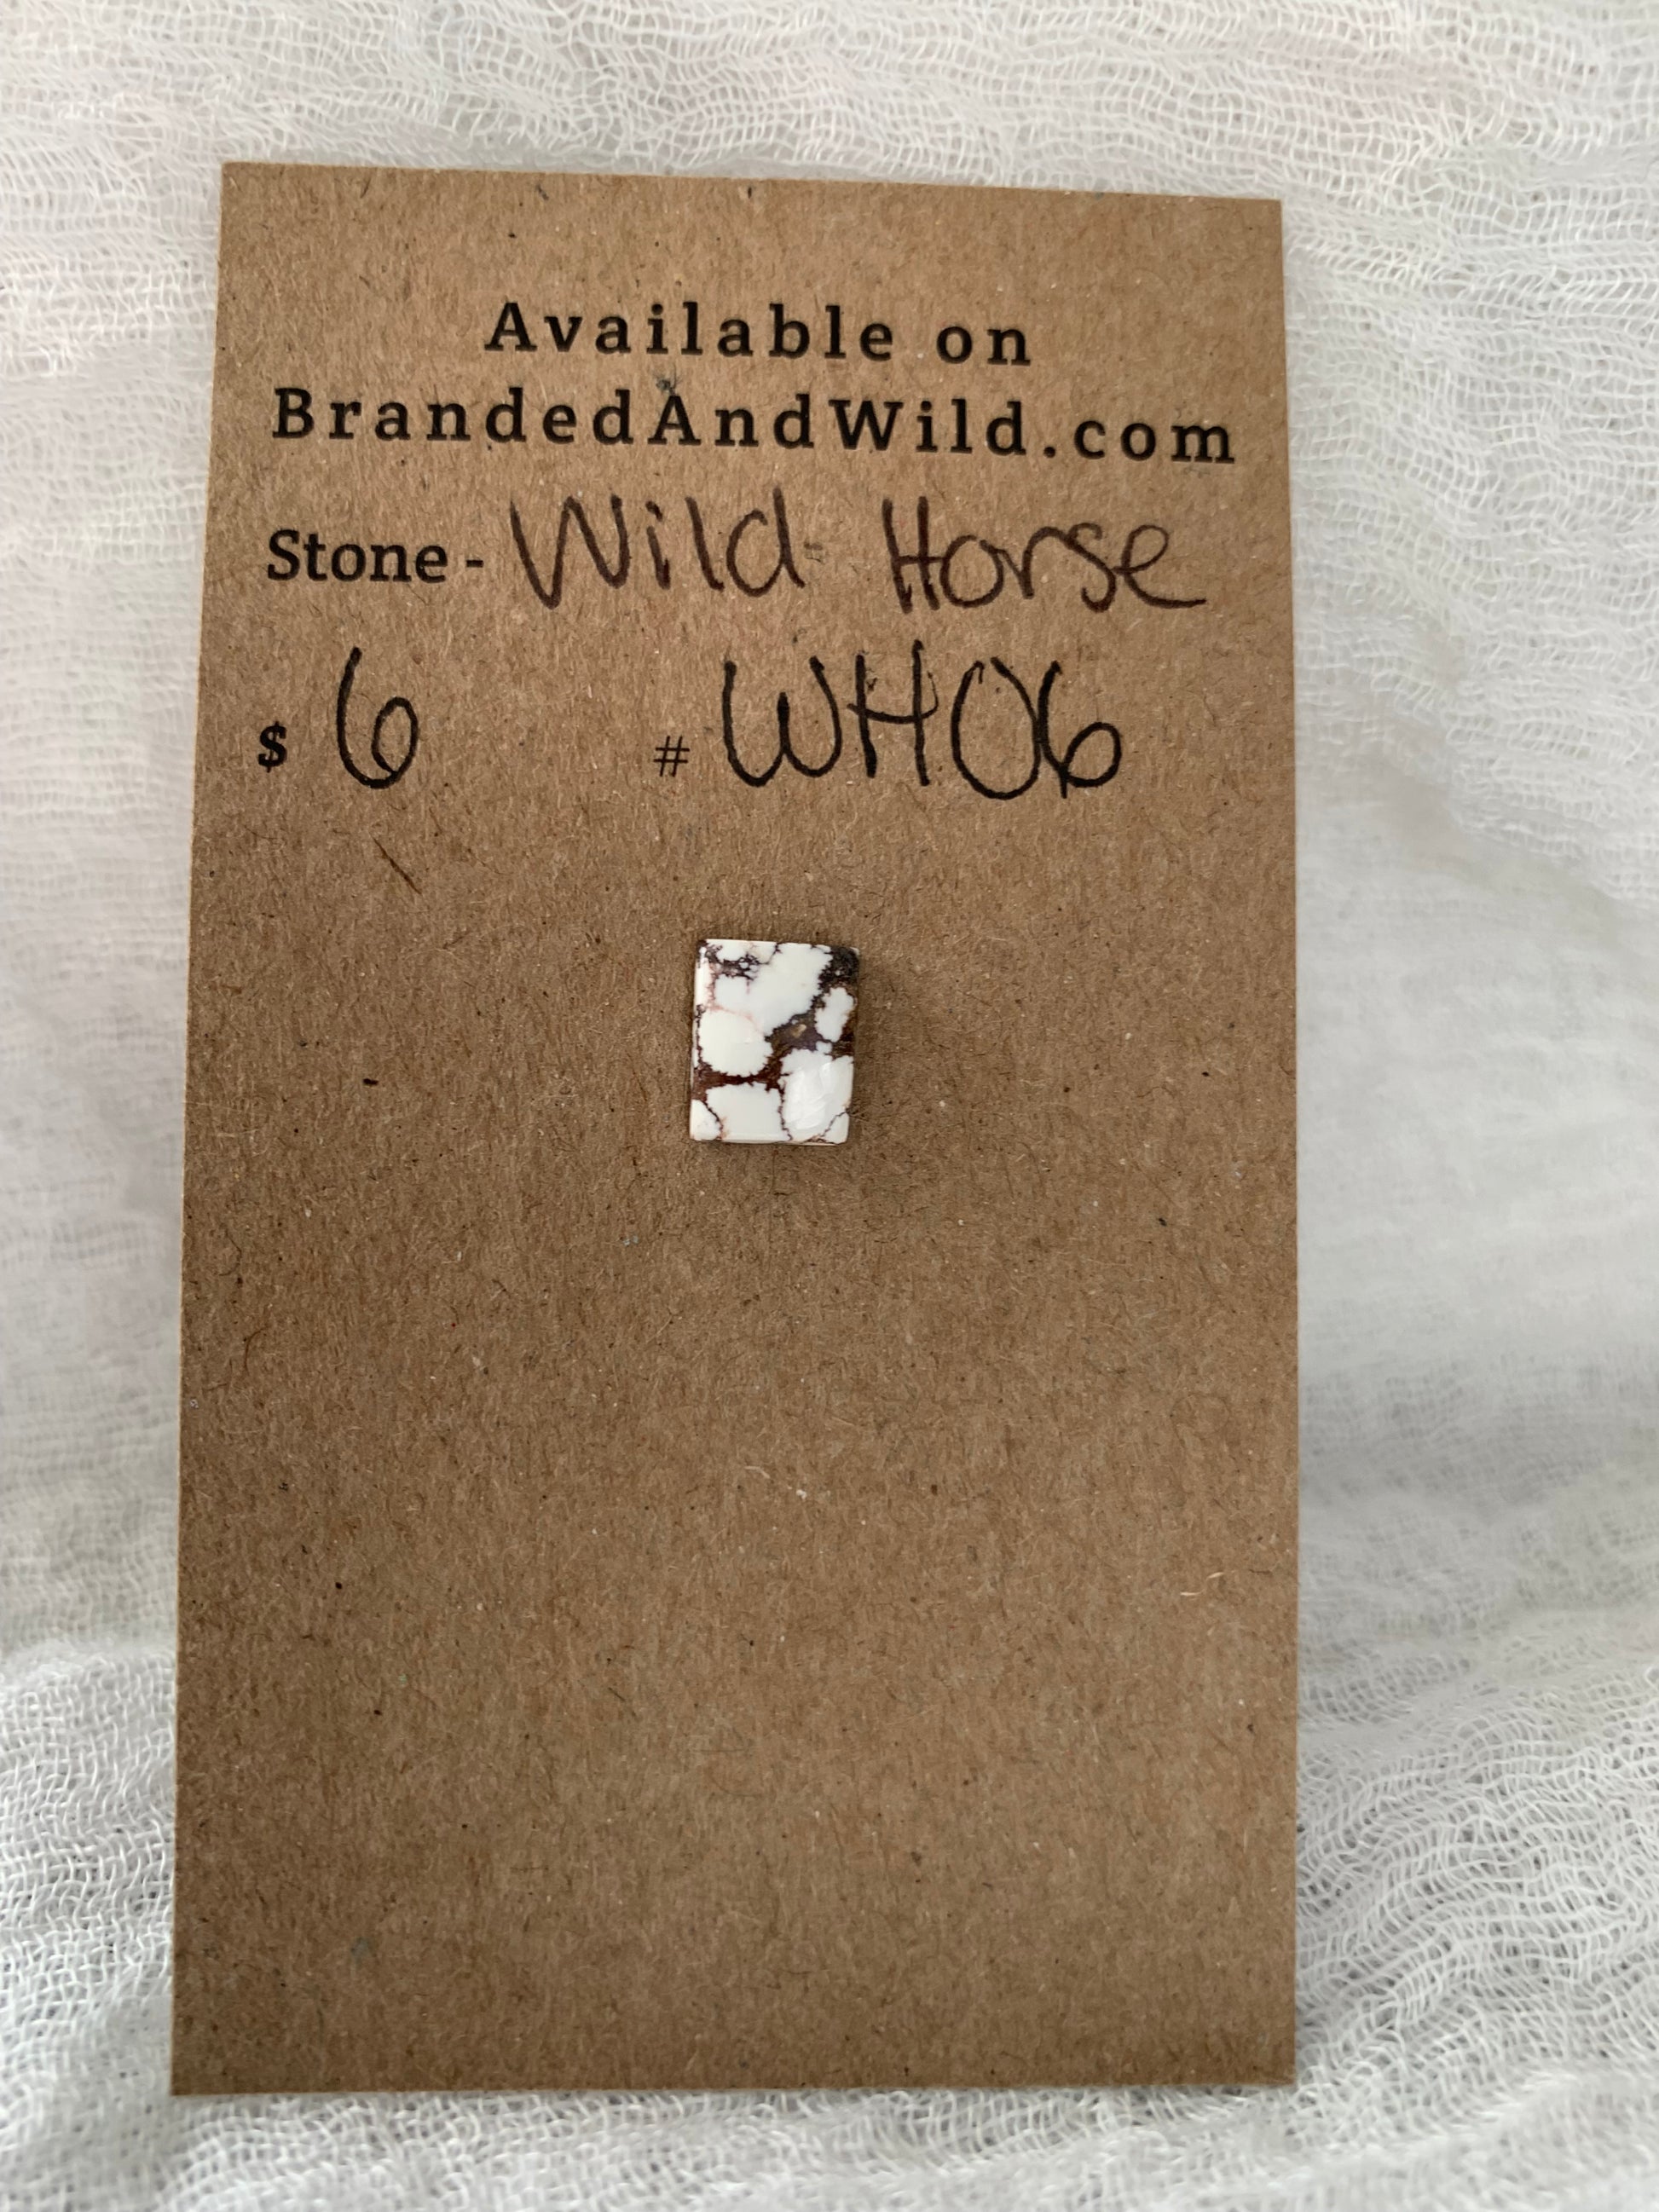 Available on
BrandedAndWild.com
Stone - Wild Horse
$ 6 # WH06